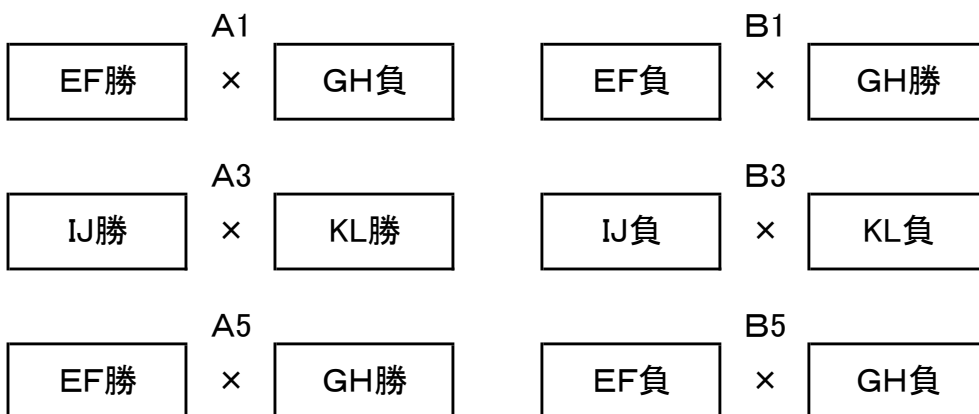 A1 B1
EF勝 × GH負 EF負 × GH勝
A3 B3
IJ勝 × KL勝 IJ負 × KL負
A5 B5
EF勝 × GH勝 EF負 × GH負